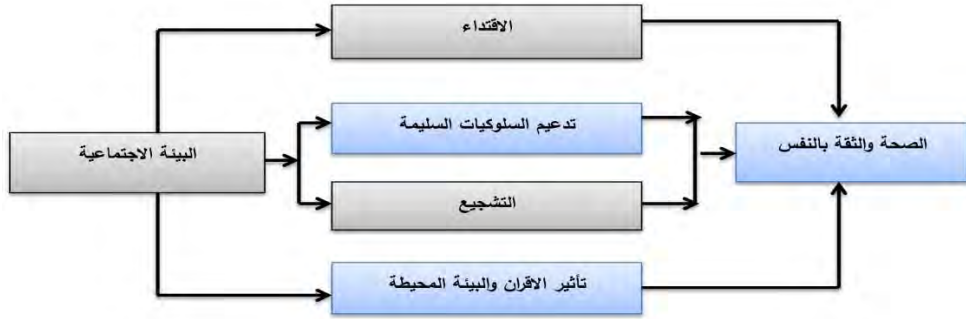 الاقتداء
تدعيم السلوكيات السليمة
البيئة الاجتماعية
الصحة والثقة بالنفس
التشجيع
تأثير الاقران والبيئة المحيطة